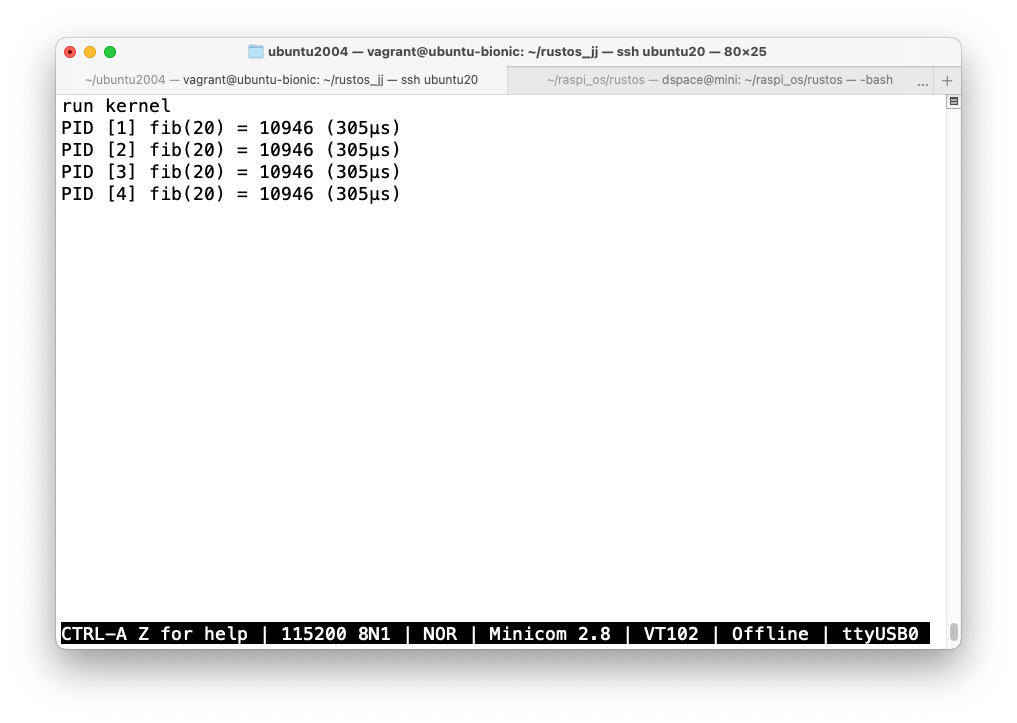 ubuntu2004 — vagrant@ubuntu-bionic: ~/rustos_jj — ssh ubuntu20 — 80×25
~/ubuntu2004 — vagrant@ubuntu-bionic: ~/rustos_jj — ssh ubuntu20
~/raspi_os/rustos — dspace@mini: ~/raspi_os/rustos — -bash
... +
run kernel
PID [1] fib(20) = 10946 (305µs)
PID [2] fib(20) = 10946 (305µs)
PID [3] fib(20) = 10946 (305µs)
PID [4] fib(20) = 10946 (305µs)
CTRL-A Z for help | 115200 8N1 | NOR | Minicom 2.8 | VT102 | Offline | ttyUSB0